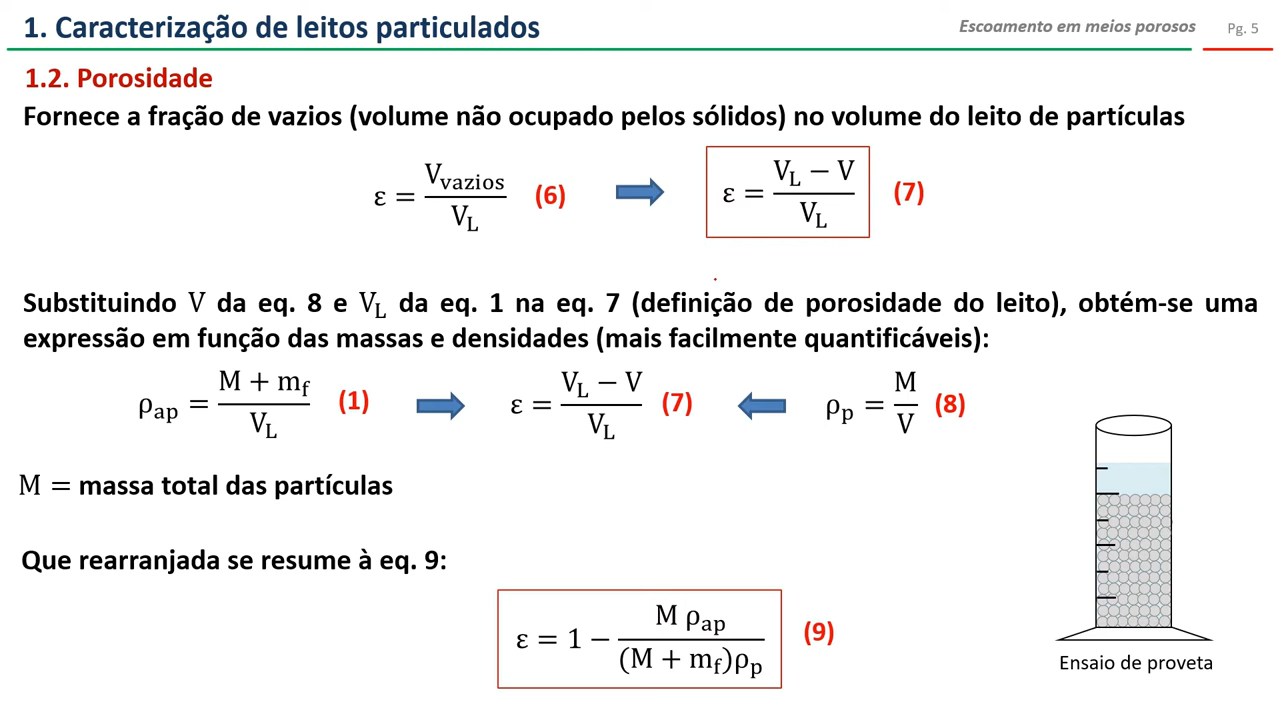 1. Caracterização de leitos particulados
Escoamento em meios porosos
Pg. 5
1.2. Porosidade
Fornece a fração de vazios (volume não ocupado pelos sólidos) no volume do leito de partículas
ε = V_vazios / V_L (6)
ε = (V_L − V) / V_L (7)
Substituindo V da eq. 8 e V_L da eq. 1 na eq. 7 (definição de porosidade do leito), obtém-se uma
expressão em função das massas e densidades (mais facilmente quantificáveis):
ρ_ap = (M + m_f) / V_L (1)
ε = (V_L − V) / V_L (7)
ρ_p = M / V (8)
M = massa total das partículas
Que rearranjada se resume à eq. 9:
ε = 1 − M ρ_ap / ((M + m_f)ρ_p) (9)
Ensaio de proveta